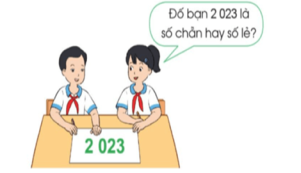 Đố bạn 2 023 là
số chẵn hay số lẻ?
2 023